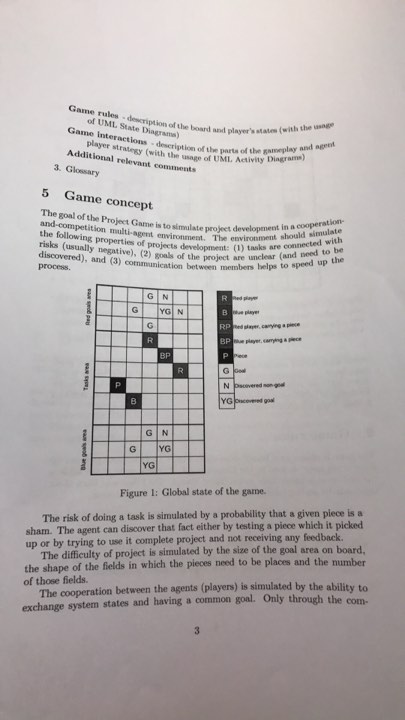 Game rules - description of the board and player's states (with the usage
of UML State Diagrams)
Game interactions - description of the parts of the gameplay and agent
player strategy (with the usage of UML Activity Diagrams)
Additional relevant comments
3. Glossary
5 Game concept
The goal of the Project Game is to simulate project development in a cooperation-
and-competition multi-agent environment. The environment should simulate
the following properties of projects development: (1) tasks are connected with
risks (usually negative), (2) goals of the project are unclear (and need to be
discovered), and (3) communication between members helps to speed up the
process.
Red goals area
G N
G YG N
G
Tasks area
R
BP
R
P
B
Blue goals area
G N
G YG
YG
R Red player
B Blue player
RP Red player, carrying a piece
BP Blue player, carrying a piece
P Piece
G Goal
N Discovered non-goal
YG Discovered goal
Figure 1: Global state of the game.
The risk of doing a task is simulated by a probability that a given piece is a
sham. The agent can discover that fact either by testing a piece which it picked
up or by trying to use it complete project and not receiving any feedback.
The difficulty of project is simulated by the size of the goal area on board,
the shape of the fields in which the pieces need to be places and the number
of those fields.
The cooperation between the agents (players) is simulated by the ability to
exchange system states and having a common goal. Only through the com-
3